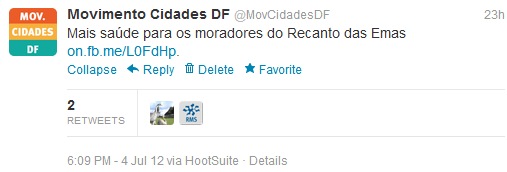 MOV.
CIDADES
DF
Movimento Cidades DF @MovCidadesDF 23h
Mais saúde para os moradores do Recanto das Emas
on.fb.me/L0FdHp.
Collapse Reply Delete Favorite
2
RETWEETS
RMS
6:09 PM - 4 Jul 12 via HootSuite · Details